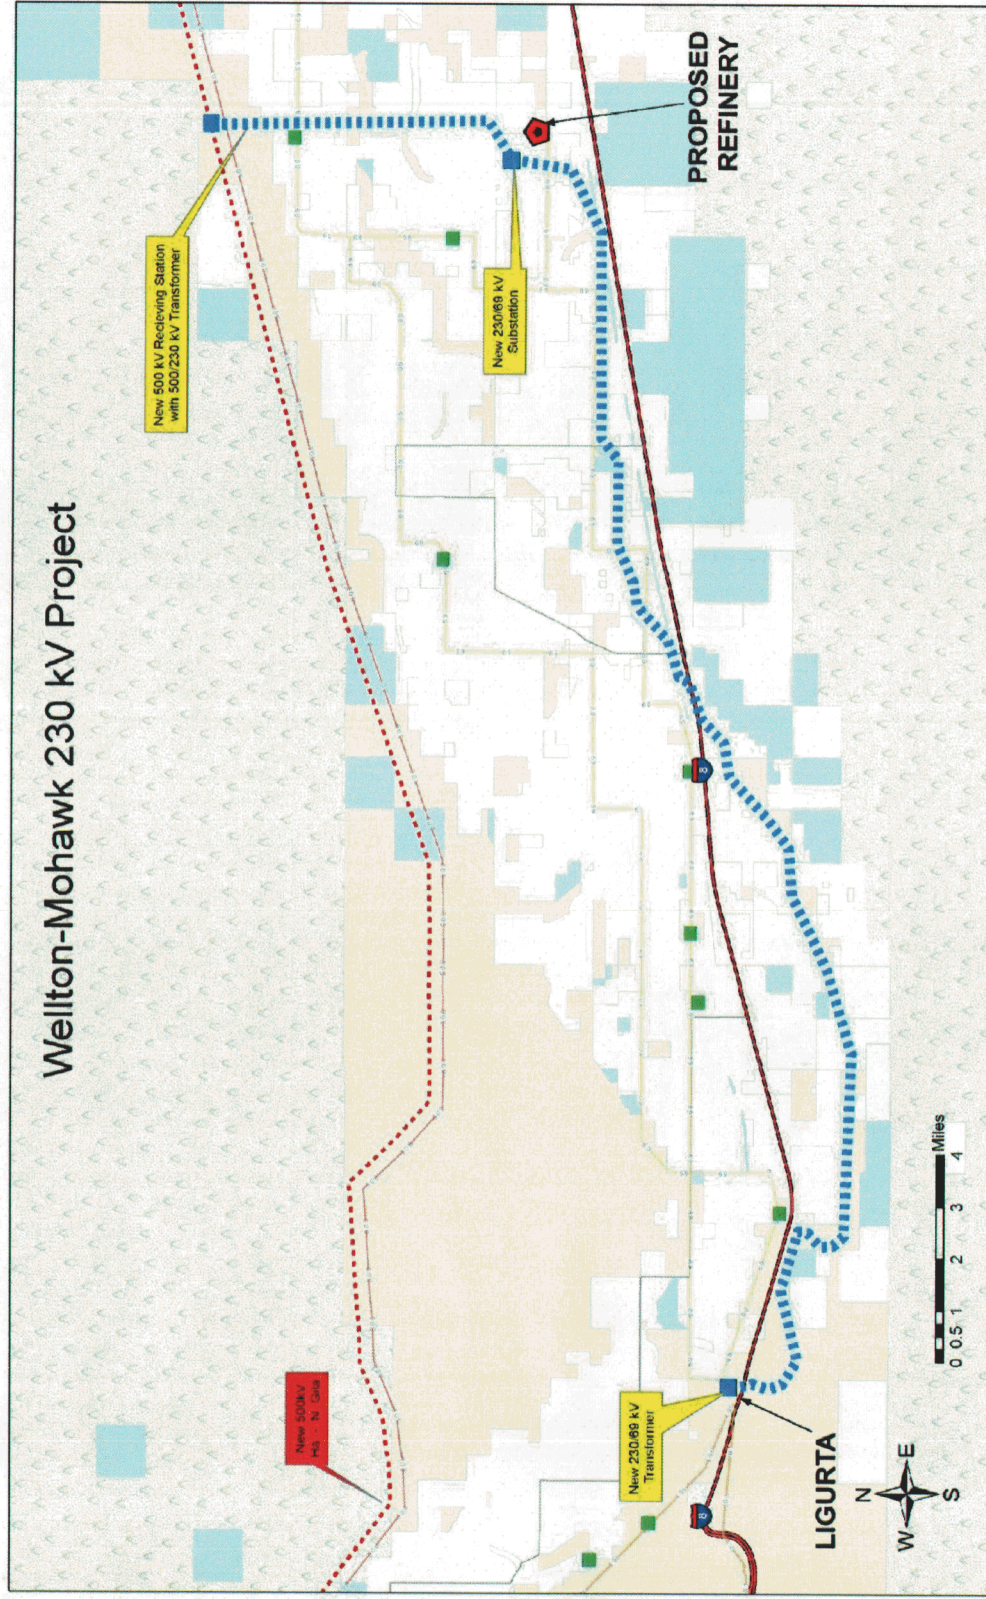 Wellton-Mohawk 230 kV Project
New 500 kV Recieving Station
with 500/230 kV Transformer
New 500kV
New 230/69 kV
Substation
PROPOSED
REFINERY
New 230/69 kV
Transformer
LIGURTA
8
8
N
W
E
S
0 0.5 1 2 3 4
Miles